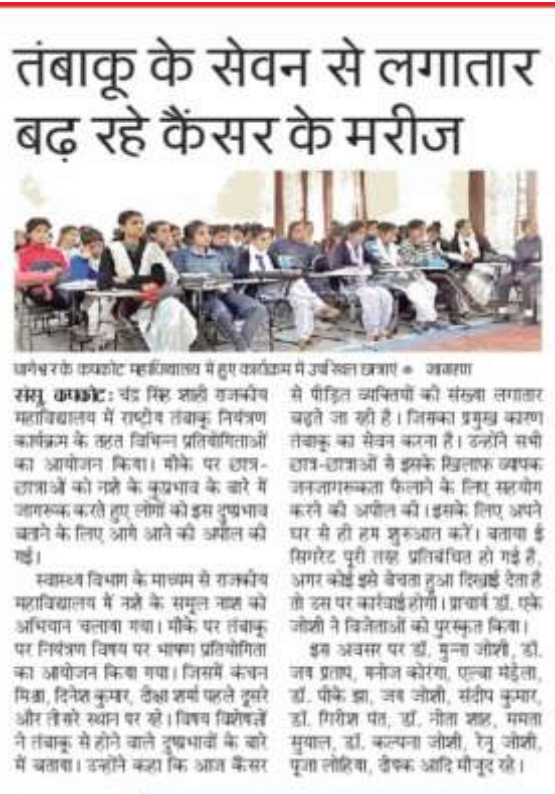 तंबाकू के सेवन से लगातार
बढ़ रहे कैंसर के मरीज
बागेश्वर के कपकोट महाविद्यालय में हुए कार्यक्रम में उपस्थित छात्राएं ● जागरण
संसू, कपकोट: चंद्र सिंह शाही राजकीय
महाविद्यालय में राष्ट्रीय तंबाकू नियंत्रण
कार्यक्रम के तहत विभिन्न प्रतियोगिताओं
का आयोजन किया। मौके पर छात्र-
छात्राओं को नशे के कुप्रभाव के बारे में
जागरूक करते हुए लोगों को इस दुष्प्रभाव
बताने के लिए आगे आने की अपील की
गई।
स्वास्थ्य विभाग के माध्यम से राजकीय
महाविद्यालय में नशे के समूल नाश को
अभियान चलाया गया। मौके पर तंबाकू
पर नियंत्रण विषय पर भाषण प्रतियोगिता
का आयोजन किया गया। जिसमें कंचन
मिश्रा, दिनेश कुमार, दीक्षा शर्मा पहले दूसरे
और तीसरे स्थान पर रहे। विषय विशेषज्ञों
ने तंबाकू से होने वाले दुष्प्रभावों के बारे
में बताया। उन्होंने कहा कि आज कैंसर
से पीड़ित व्यक्तियों की संख्या लगातार
बढ़ते जा रही है। जिसका प्रमुख कारण
तंबाकू का सेवन करना है। उन्होंने सभी
छात्र-छात्राओं से इसके खिलाफ व्यापक
जनजागरूकता फैलाने के लिए सहयोग
करने की अपील की। इसके लिए अपने
घर से ही हम शुरुआत करें। बताया ई
सिगरेट पूरी तरह प्रतिबंधित हो गई है,
अगर कोई इसे बेचता हुआ दिखाई देता है
तो उस पर कार्रवाई होगी। प्राचार्य डॉ. एके
जोशी ने विजेताओं को पुरस्कृत किया।
इस अवसर पर डॉ. मुन्ना जोशी, डॉ.
जय प्रताप, मनोज कोरंगा, एल्बा मंड्रेला,
डॉ. पीके झा, जय जोशी, संदीप कुमार,
डॉ. गिरीश पंत, डॉ. नीता शाह, ममता
सुयाल, डॉ. कल्पना जोशी, रेनू जोशी,
पूजा लोहिया, दीपक आदि मौजूद रहे।